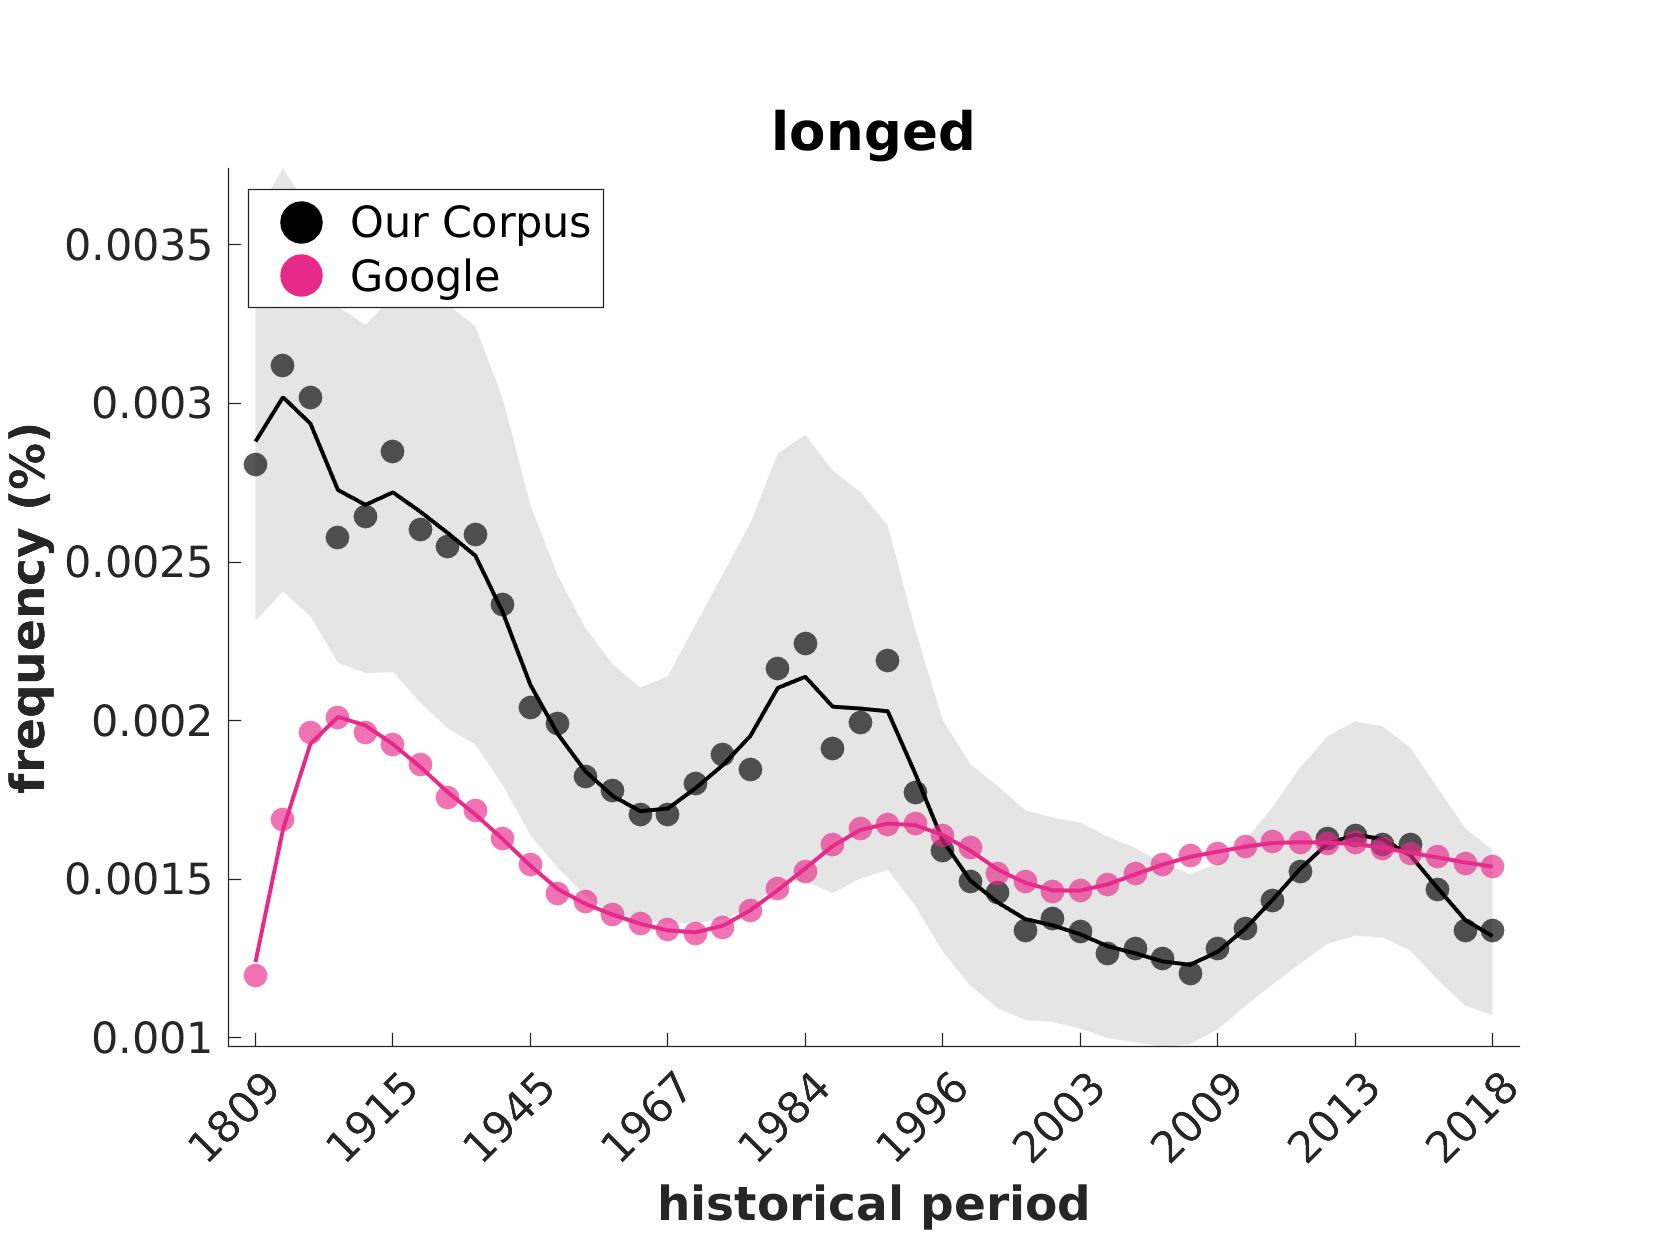 longed
Our Corpus
Google
frequency (%)
0.0035
0.003
0.0025
0.002
0.0015
0.001
1809 1915 1945 1967 1984 1996 2003 2009 2013 2018
historical period